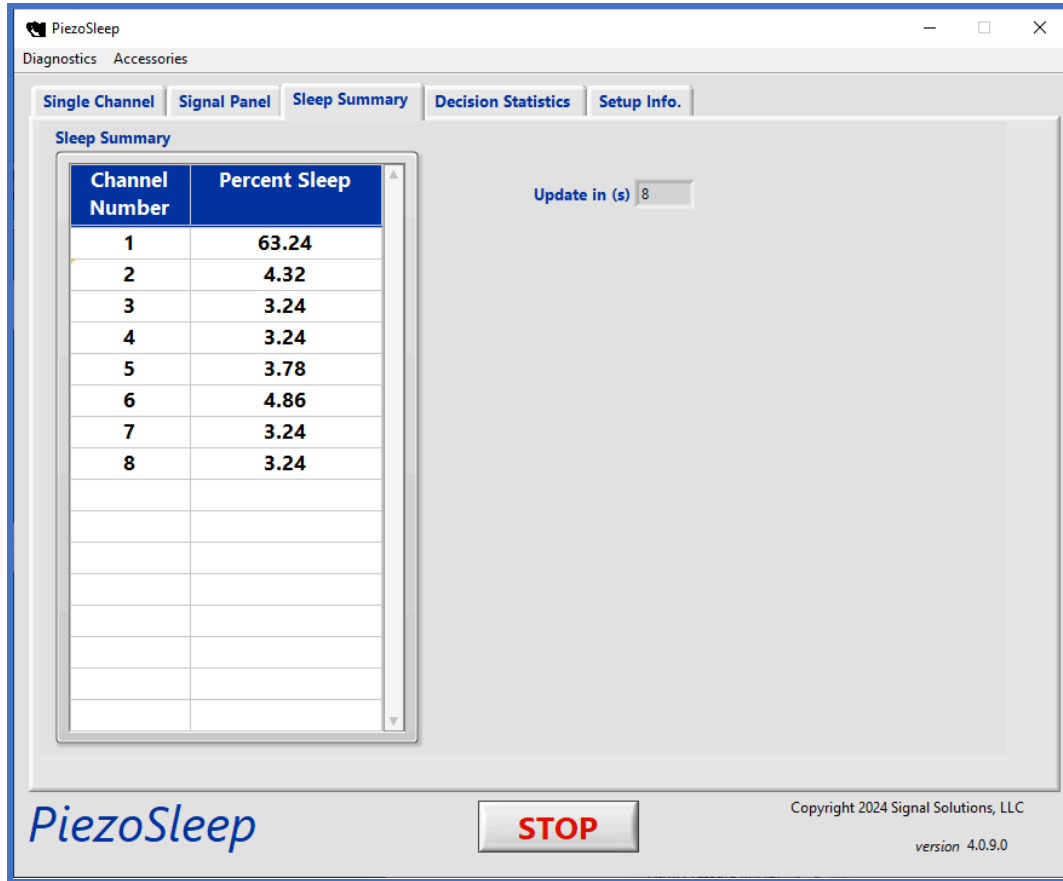 PiezoSleep
Diagnostics Accessories
Single Channel Signal Panel Sleep Summary Decision Statistics Setup Info.
Sleep Summary
Channel Number Percent Sleep
Update in (s) 8
1 63.24
2 4.32
3 3.24
4 3.24
5 3.78
6 4.86
7 3.24
8 3.24
PiezoSleep
STOP
Copyright 2024 Signal Solutions, LLC
version 4.0.9.0